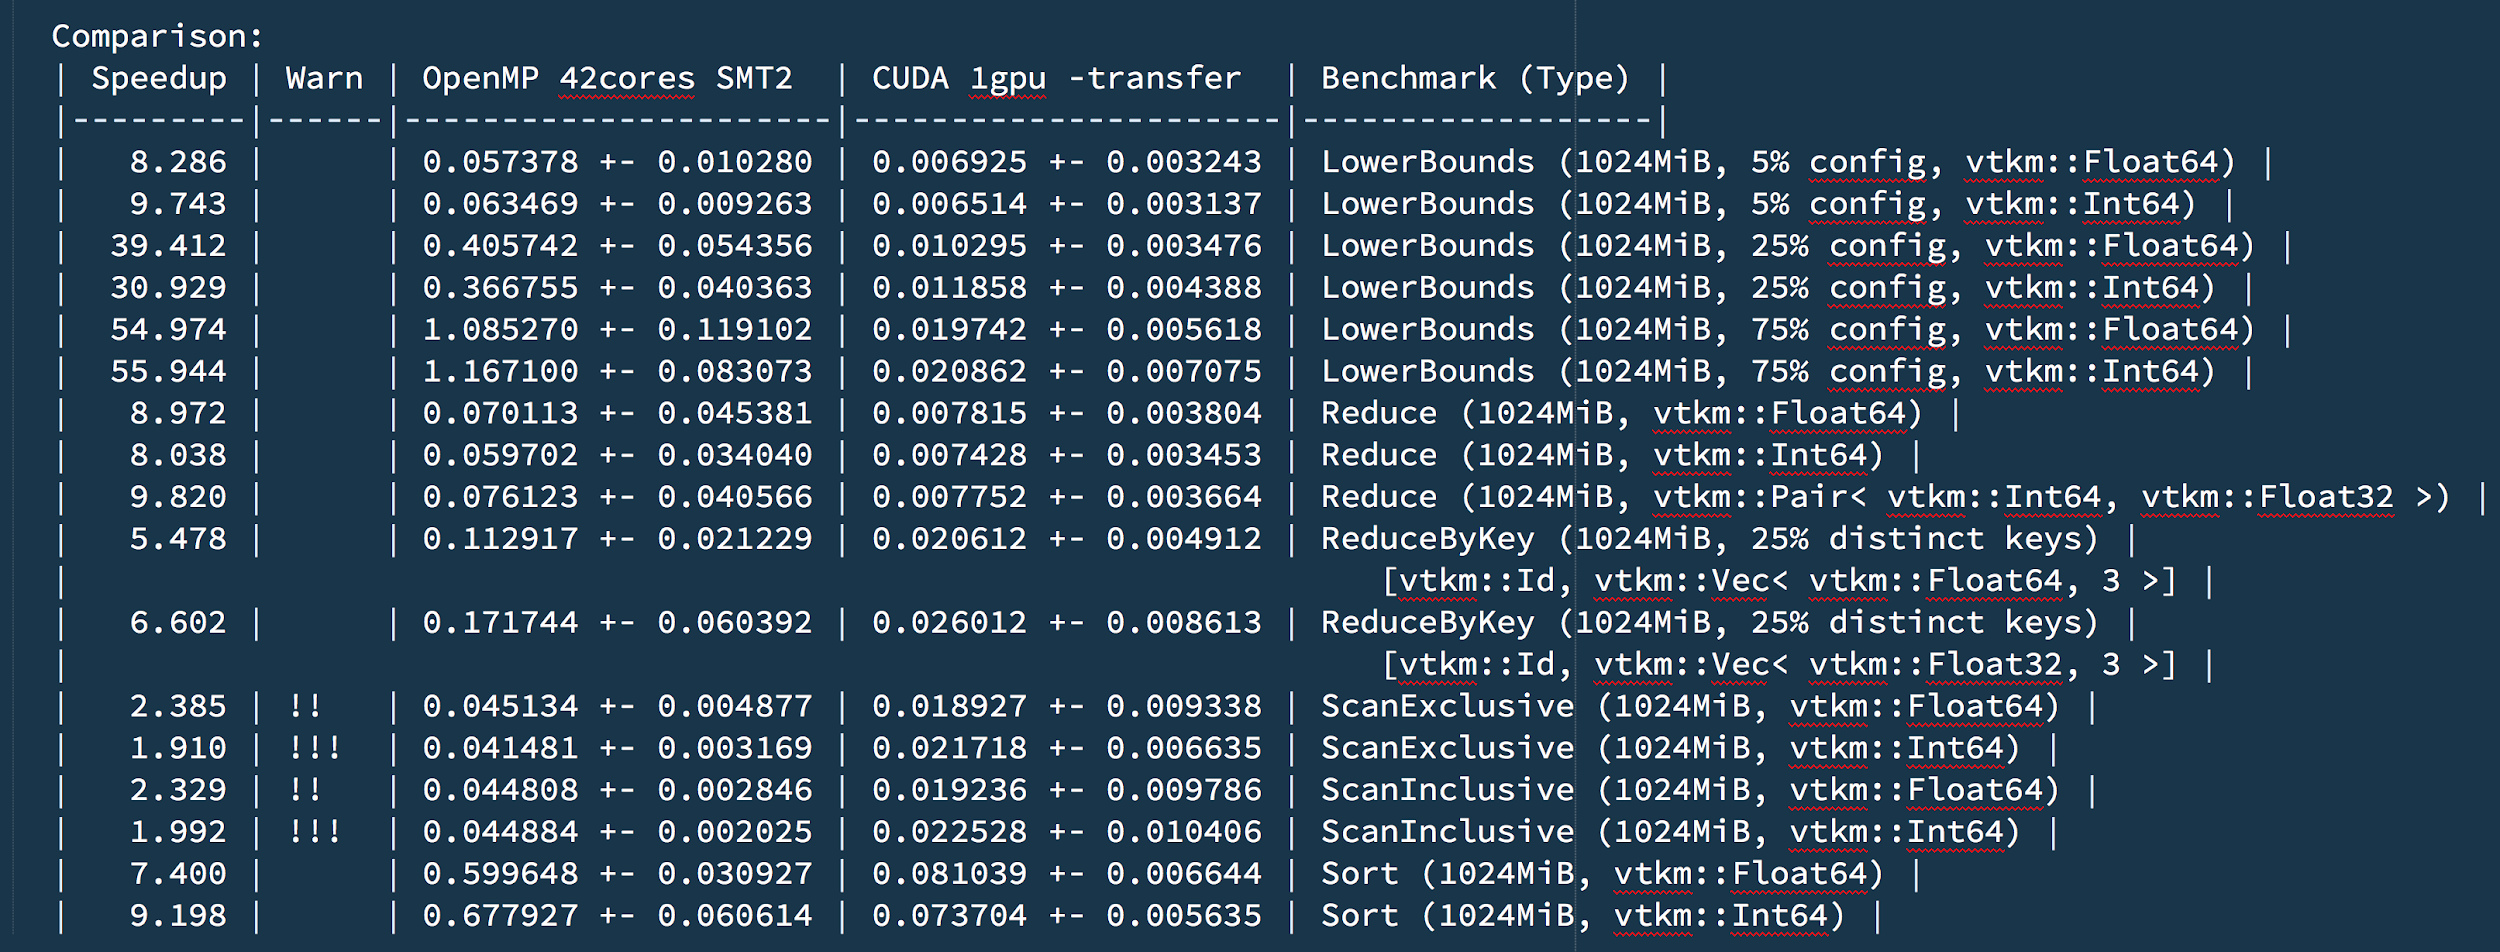 Comparison:
| Speedup | Warn | OpenMP 42cores SMT2 | CUDA 1gpu -transfer | Benchmark (Type) |
|---------|------|----------------------|----------------------|------------------|
| 8.286 | | 0.057378 +- 0.010280 | 0.006925 +- 0.003243 | LowerBounds (1024MiB, 5% config, vtkm::Float64) |
| 9.743 | | 0.063469 +- 0.009263 | 0.006514 +- 0.003137 | LowerBounds (1024MiB, 5% config, vtkm::Int64) |
| 39.412 | | 0.405742 +- 0.054356 | 0.010295 +- 0.003476 | LowerBounds (1024MiB, 25% config, vtkm::Float64) |
| 30.929 | | 0.366755 +- 0.040363 | 0.011858 +- 0.004388 | LowerBounds (1024MiB, 25% config, vtkm::Int64) |
| 54.974 | | 1.085270 +- 0.119102 | 0.019742 +- 0.005618 | LowerBounds (1024MiB, 75% config, vtkm::Float64) |
| 55.944 | | 1.167100 +- 0.083073 | 0.020862 +- 0.007075 | LowerBounds (1024MiB, 75% config, vtkm::Int64) |
| 8.972 | | 0.070113 +- 0.045381 | 0.007815 +- 0.003804 | Reduce (1024MiB, vtkm::Float64) |
| 8.038 | | 0.059702 +- 0.034040 | 0.007428 +- 0.003453 | Reduce (1024MiB, vtkm::Int64) |
| 9.820 | | 0.076123 +- 0.040566 | 0.007752 +- 0.003664 | Reduce (1024MiB, vtkm::Pair< vtkm::Int64, vtkm::Float32 >) |
| 5.478 | | 0.112917 +- 0.021229 | 0.020612 +- 0.004912 | ReduceByKey (1024MiB, 25% distinct keys) |
| [vtkm::Id, vtkm::Vec< vtkm::Float64, 3 >] |
| 6.602 | | 0.171744 +- 0.060392 | 0.026012 +- 0.008613 | ReduceByKey (1024MiB, 25% distinct keys) |
| [vtkm::Id, vtkm::Vec< vtkm::Float32, 3 >] |
| 2.385 | !! | 0.045134 +- 0.004877 | 0.018927 +- 0.009338 | ScanExclusive (1024MiB, vtkm::Float64) |
| 1.910 | !!! | 0.041481 +- 0.003169 | 0.021718 +- 0.006635 | ScanExclusive (1024MiB, vtkm::Int64) |
| 2.329 | !! | 0.044808 +- 0.002846 | 0.019236 +- 0.009786 | ScanInclusive (1024MiB, vtkm::Float64) |
| 1.992 | !!! | 0.044884 +- 0.002025 | 0.022528 +- 0.010406 | ScanInclusive (1024MiB, vtkm::Int64) |
| 7.400 | | 0.599648 +- 0.030927 | 0.081039 +- 0.006644 | Sort (1024MiB, vtkm::Float64) |
| 9.198 | | 0.677927 +- 0.060614 | 0.073704 +- 0.005635 | Sort (1024MiB, vtkm::Int64) |